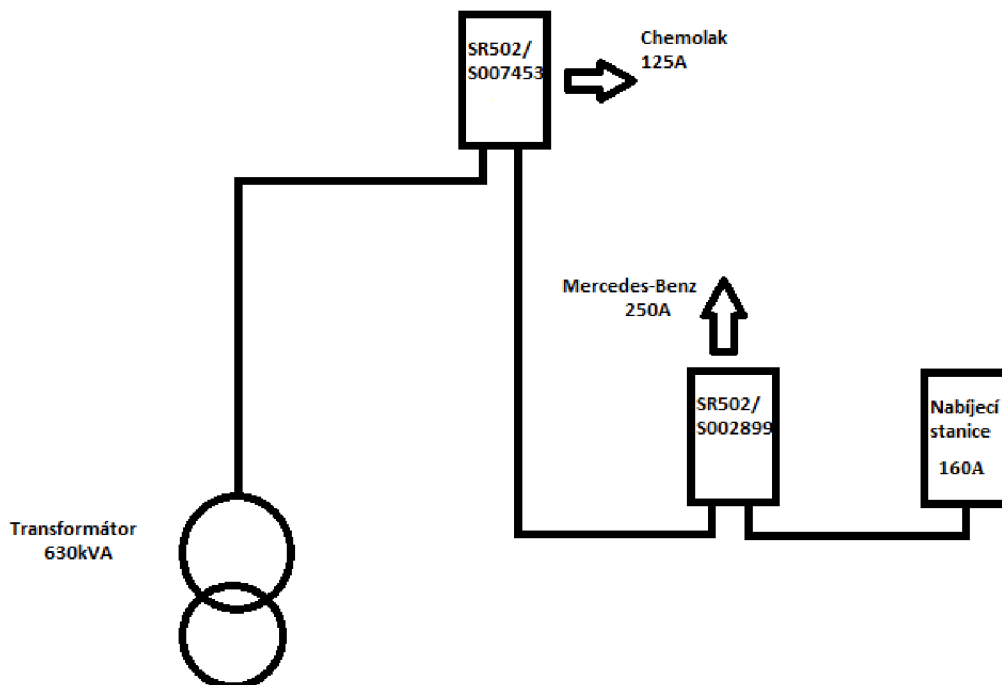 SR502/
S007453
Chemolak
125A
Mercedes-Benz
250A
SR502/
S002899
Nabíjecí
stanice
160A
Transformátor
630kVA